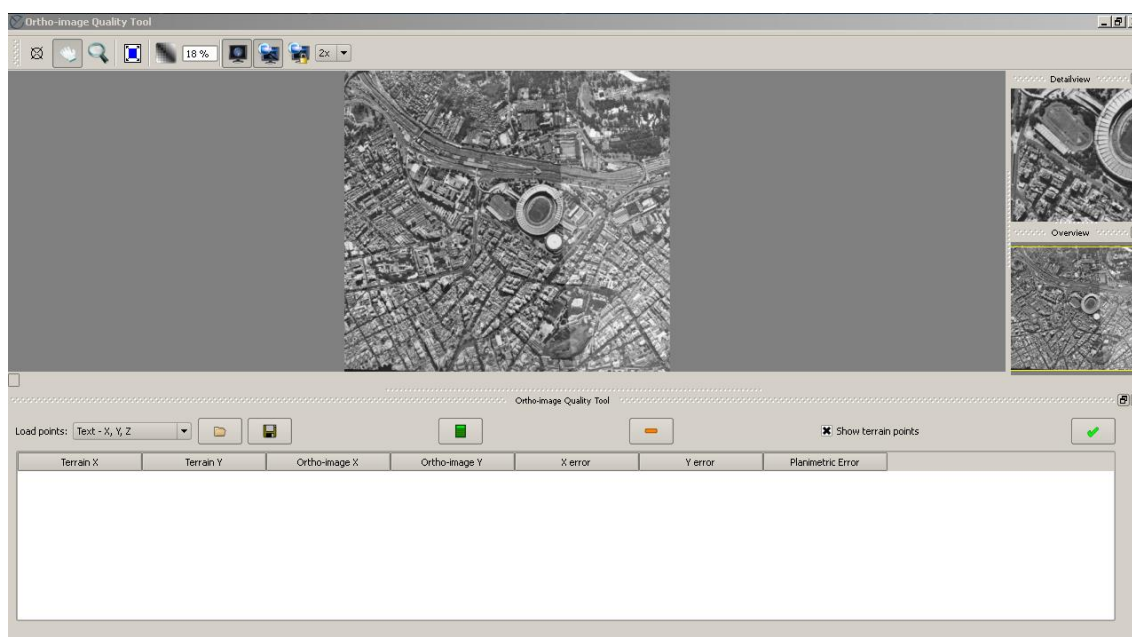 Ortho-image Quality Tool
18 %
2x
Detailview
Overview
Ortho-image Quality Tool
Load points: Text - X, Y, Z
Show terrain points
Terrain X Terrain Y Ortho-image X Ortho-image Y X error Y error Planimetric Error